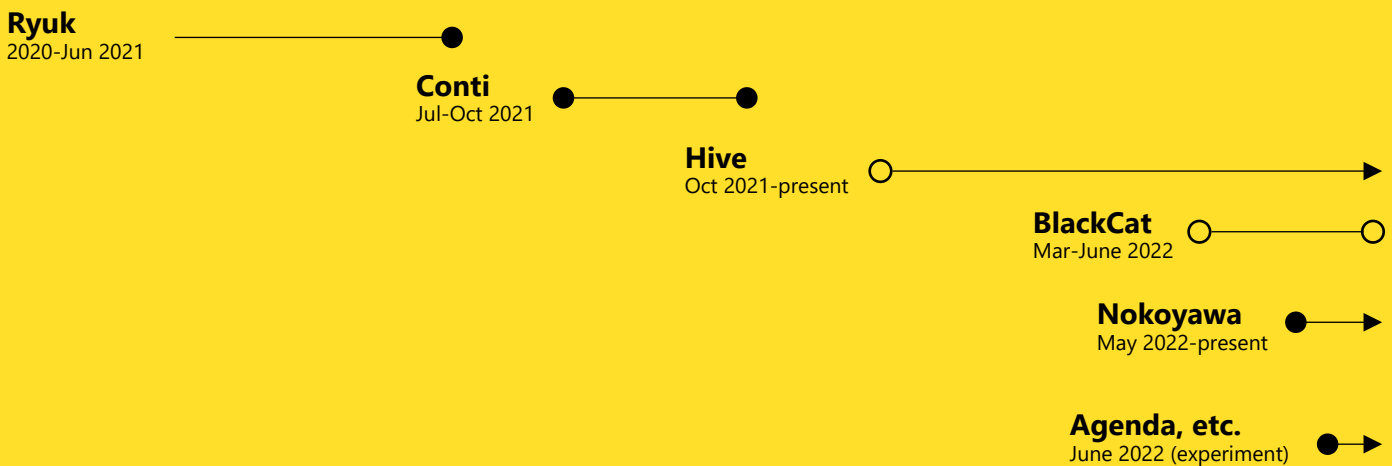 Ryuk
2020-Jun 2021
Conti
Jul-Oct 2021
Hive
Oct 2021-present
BlackCat
Mar-June 2022
Nokoyawa
May 2022-present
Agenda, etc.
June 2022 (experiment)